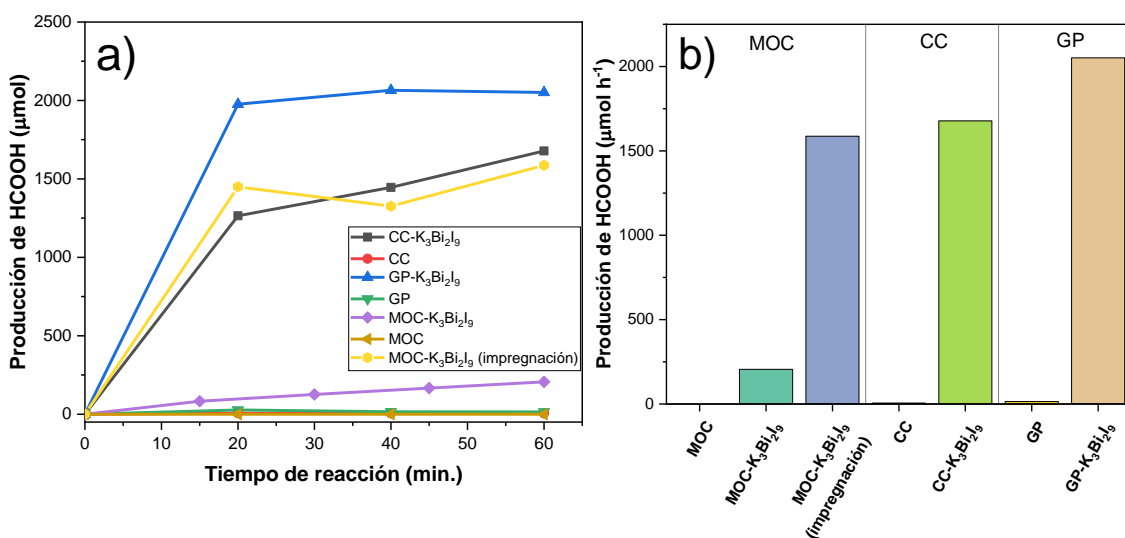 a)
Producción de HCOOH (µmol)
2500
2000
1500
1000
500
0
0
10
20
30
40
50
60
Tiempo de reacción (min.)
CC-K₃Bi₂I₉
CC
GP-K₃Bi₂I₉
GP
MOC-K₃Bi₂I₉
MOC
MOC-K₃Bi₂I₉ (impregnación)
b)
MOC
CC
GP
Producción de HCOOH (µmol h⁻¹)
2000
1500
1000
500
0
MOC
MOC-K₃Bi₂I₉
MOC-K₃Bi₂I₉
(impregnación)
CC
CC-K₃Bi₂I₉
GP
GP-K₃Bi₂I₉